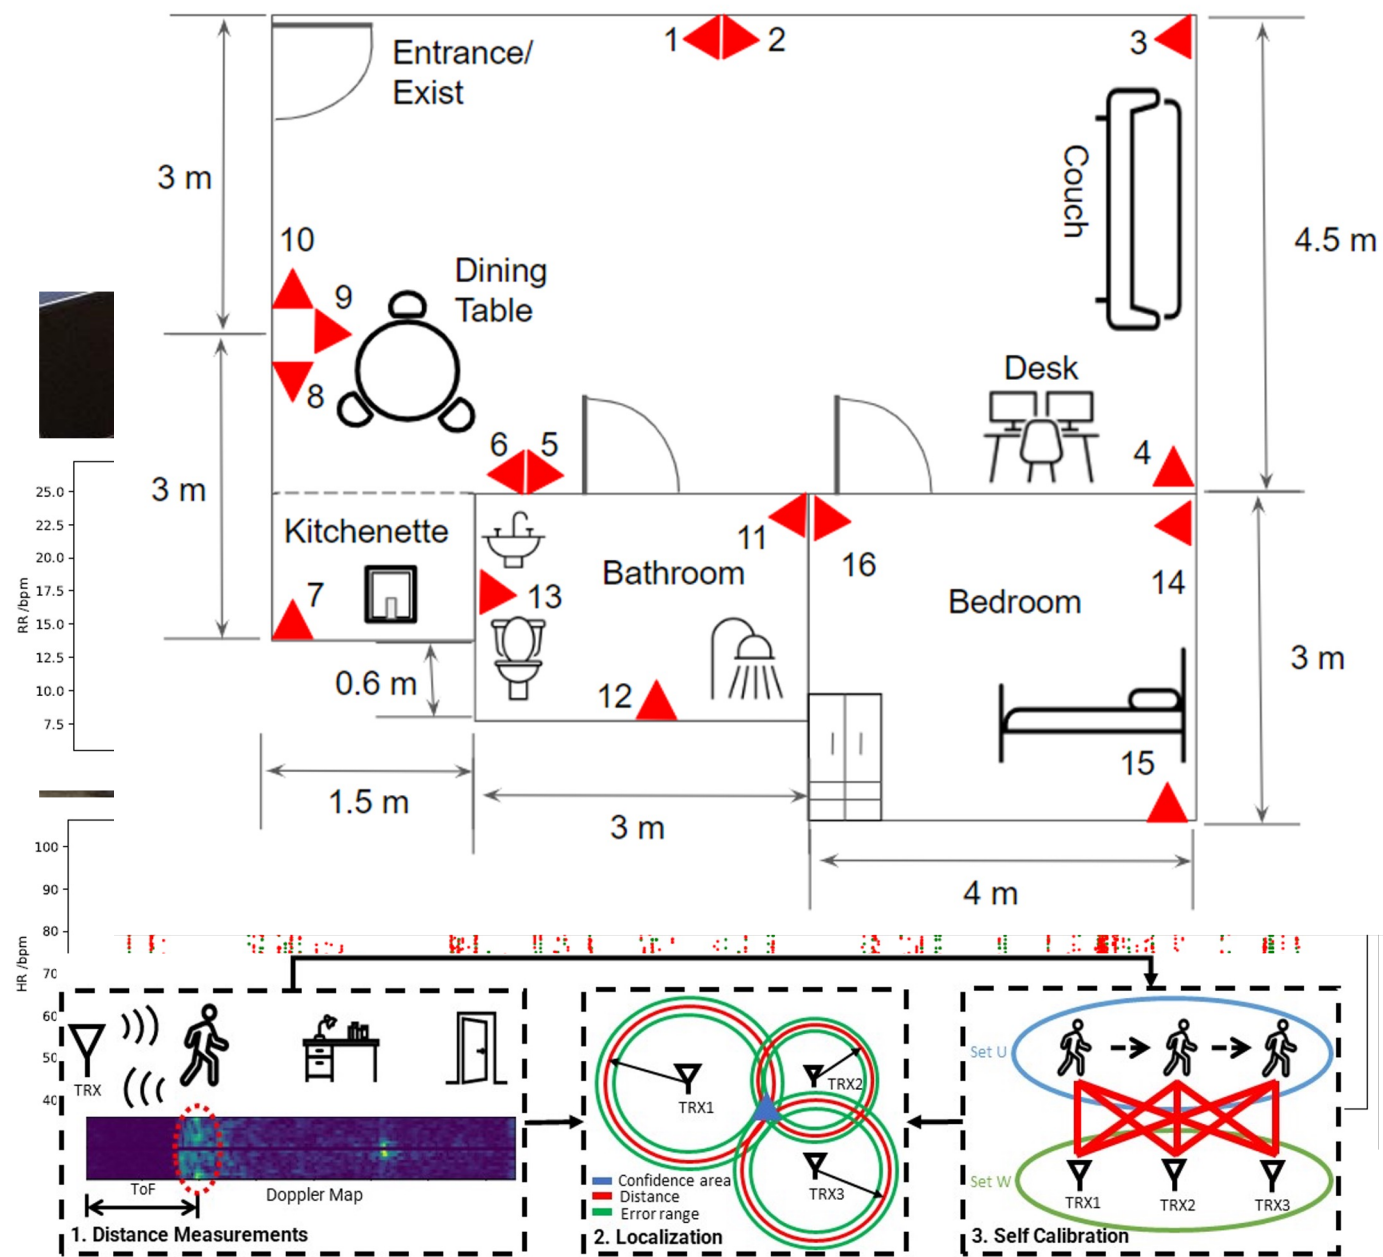 Entrance/
Exist
1
2
3
3 m
Couch
4.5 m
10
9
Dining
Table
8
Desk
6
5
4
3 m
Kitchenette
11
16
14
7
13
Bathroom
Bedroom
0.6 m
12
3 m
15
1.5 m
3 m
4 m
25.0
22.5
20.0
17.5
15.0
12.5
10.0
7.5
RR /bpm
100
90
80
70
60
50
40
HR /bpm
TRX
ToF
Doppler Map
1. Distance Measurements
TRX1
TRX2
TRX3
Confidence area
Distance
Error range
2. Localization
Set U
Set W
TRX1
TRX2
TRX3
3. Self Calibration